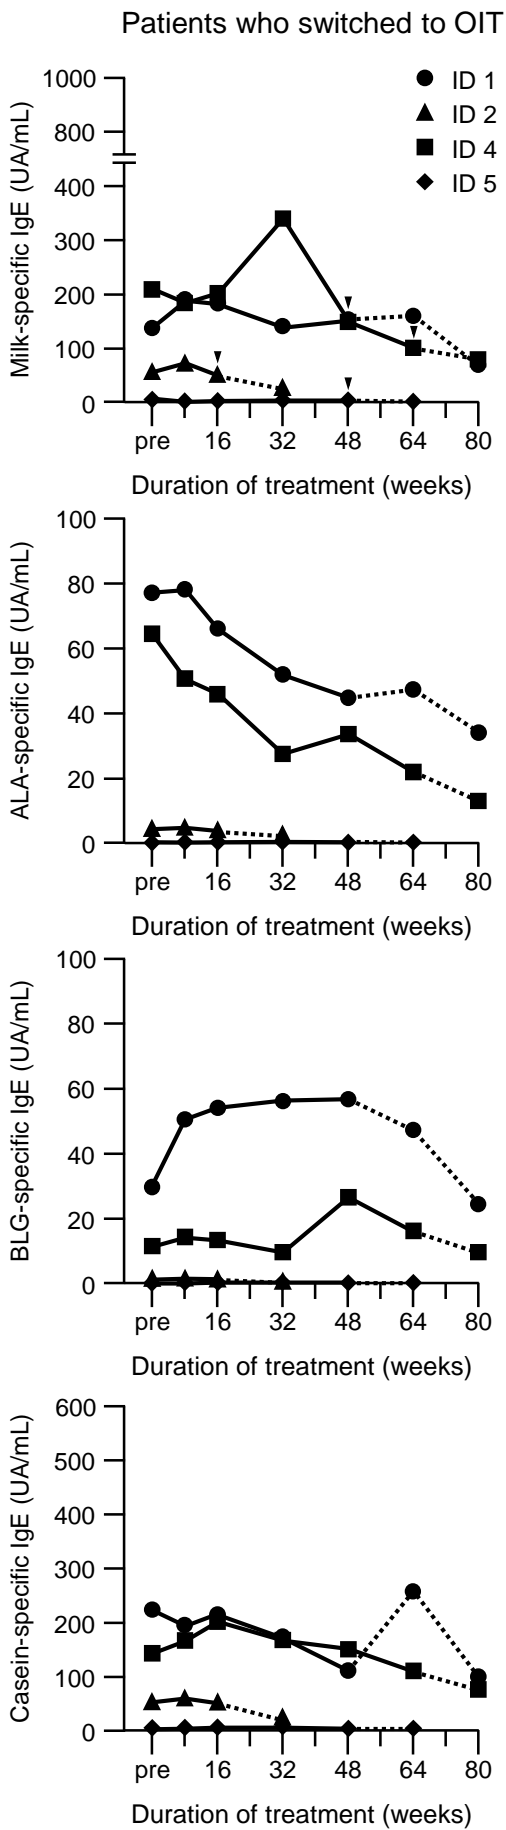 Patients who switched to OIT
ID 1
ID 2
ID 4
ID 5
Milk-specific IgE (UA/mL)
1000
800
400
300
200
100
0
pre 16 32 48 64 80
Duration of treatment (weeks)
ALA-specific IgE (UA/mL)
100
80
60
40
20
0
pre 16 32 48 64 80
Duration of treatment (weeks)
BLG-specific IgE (UA/mL)
100
80
60
40
20
0
pre 16 32 48 64 80
Duration of treatment (weeks)
Casein-specific IgE (UA/mL)
600
500
400
300
200
100
0
pre 16 32 48 64 80
Duration of treatment (weeks)